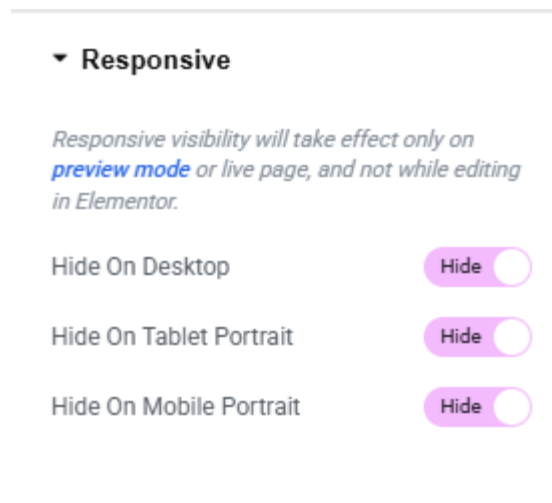 Responsive
Responsive visibility will take effect only on
preview mode or live page, and not while editing
in Elementor.
Hide On Desktop Hide
Hide On Tablet Portrait Hide
Hide On Mobile Portrait Hide